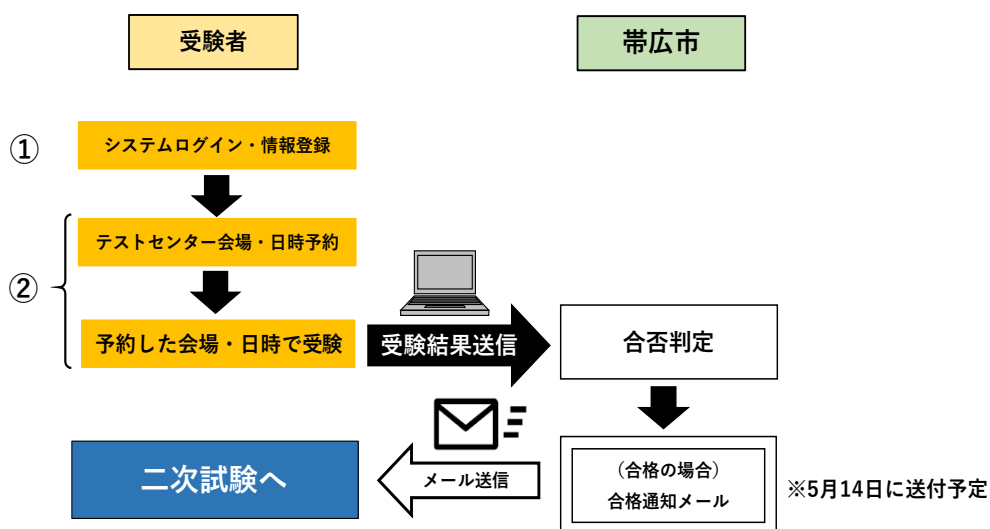 受験者
帯広市
①
システムログイン・情報登録
②
テストセンター会場・日時予約
予約した会場・日時で受験
受験結果送信
合否判定
二次試験へ
メール送信
(合格の場合)
合格通知メール
※5月14日に送付予定